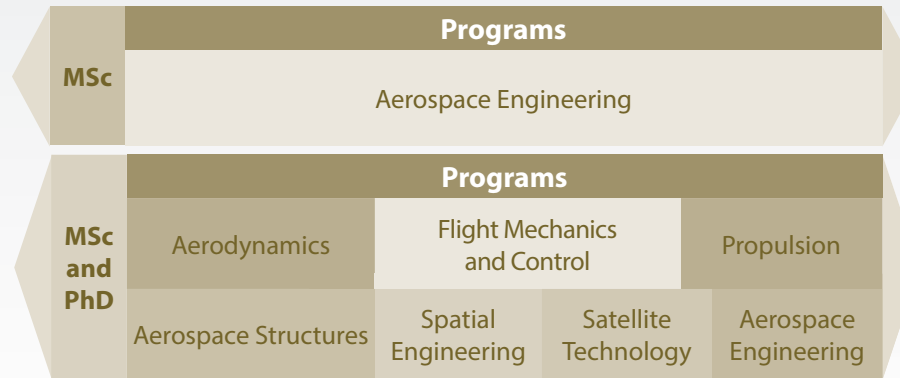 Programs
MSc
Aerospace Engineering
Programs
MSc
and
PhD
Aerodynamics
Flight Mechanics
and Control
Propulsion
Aerospace Structures
Spatial
Engineering
Satellite
Technology
Aerospace
Engineering